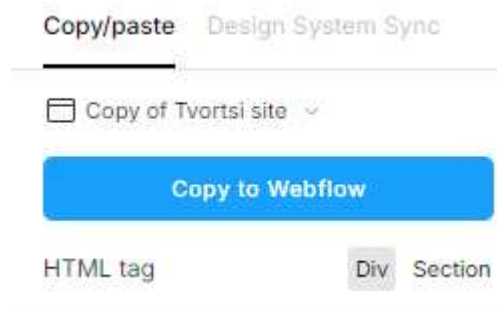 Copy/paste Design System Sync
Copy of Tvortsi site
Copy to Webflow
HTML tag Div Section